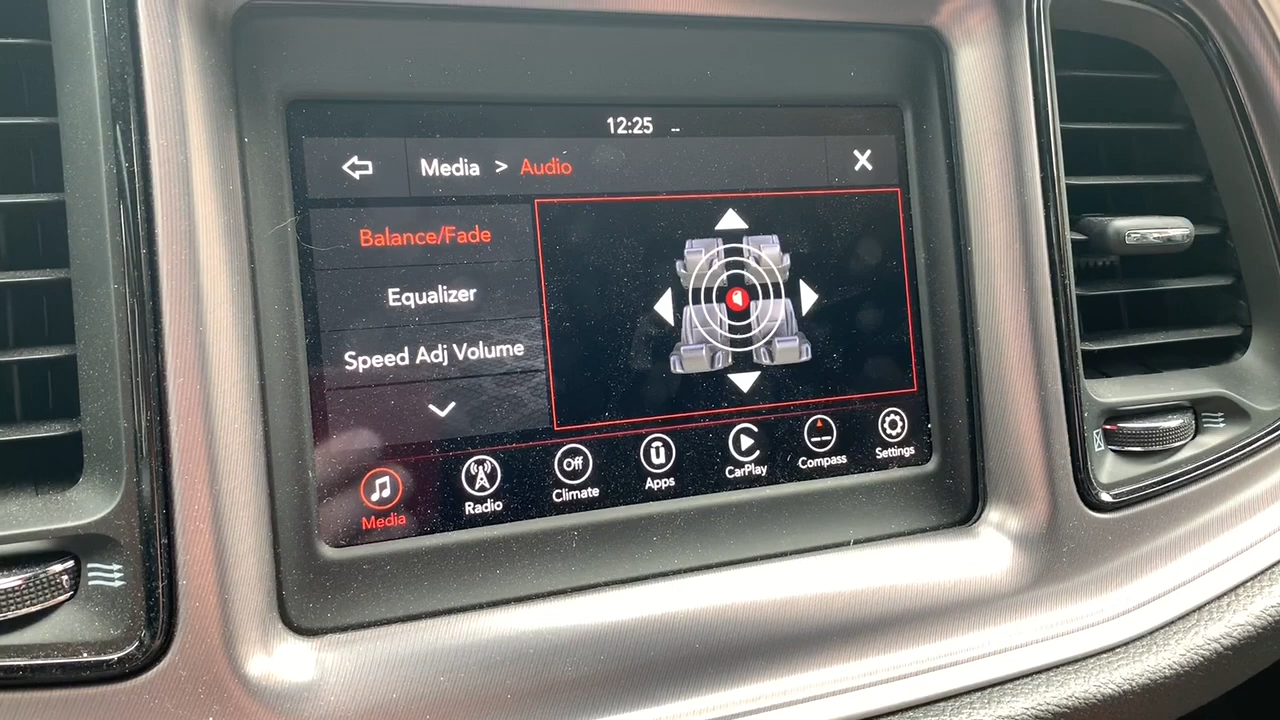 12:25 --
Media > Audio
Balance/Fade
Equalizer
Speed Adj Volume
Media
Radio
Off
Climate
Apps
CarPlay
Compass
Settings